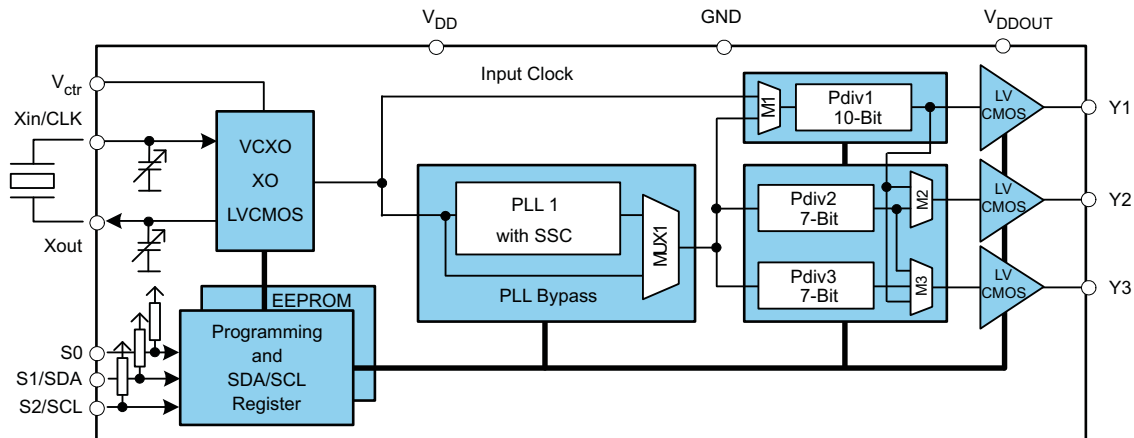 VDD
GND
VDDOUT
Vctr
Input Clock
Xin/CLK
VCXO
XO
LVCMOS
M1
Pdiv1
10-Bit
LV
CMOS
Y1
PLL 1
with SSC
MUX1
PLL Bypass
Pdiv2
7-Bit
M2
LV
CMOS
Y2
Xout
Pdiv3
7-Bit
M3
LV
CMOS
Y3
EEPROM
Programming
and
SDA/SCL
Register
S0
S1/SDA
S2/SCL